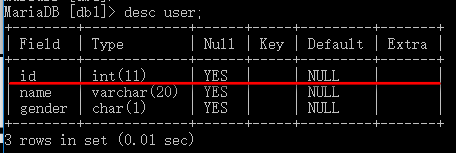 MariaDB [db1]> desc user;
+--------+-------------+------+-----+---------+-------+
| Field | Type | Null | Key | Default | Extra |
+--------+-------------+------+-----+---------+-------+
| id | int(11) | YES | | NULL | |
| name | varchar(20) | YES | | NULL | |
| gender | char(1) | YES | | NULL | |
+--------+-------------+------+-----+---------+-------+
3 rows in set (0.01 sec)